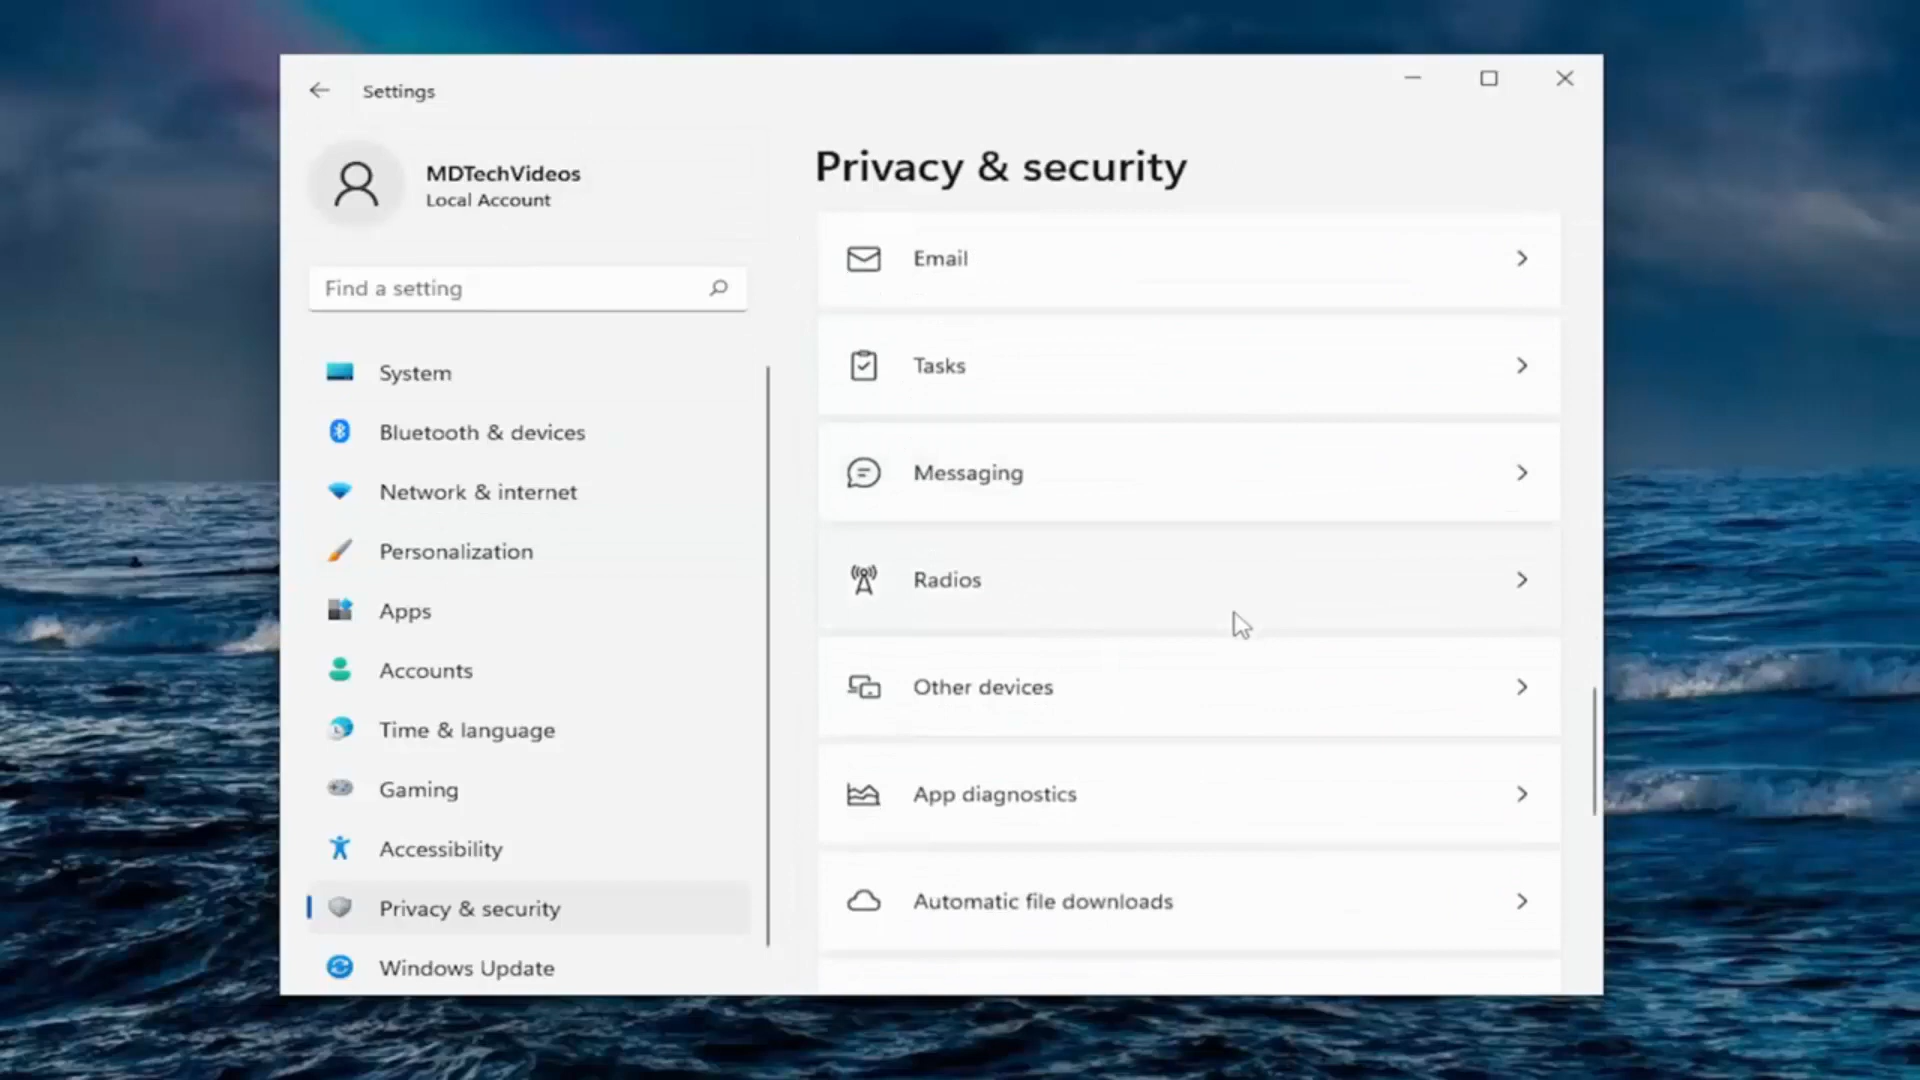 Settings
MDTechVideos
Local Account
Find a setting
System
Bluetooth & devices
Network & internet
Personalization
Apps
Accounts
Time & language
Gaming
Accessibility
Privacy & security
Windows Update
Privacy & security
Email
Tasks
Messaging
Radios
Other devices
App diagnostics
Automatic file downloads